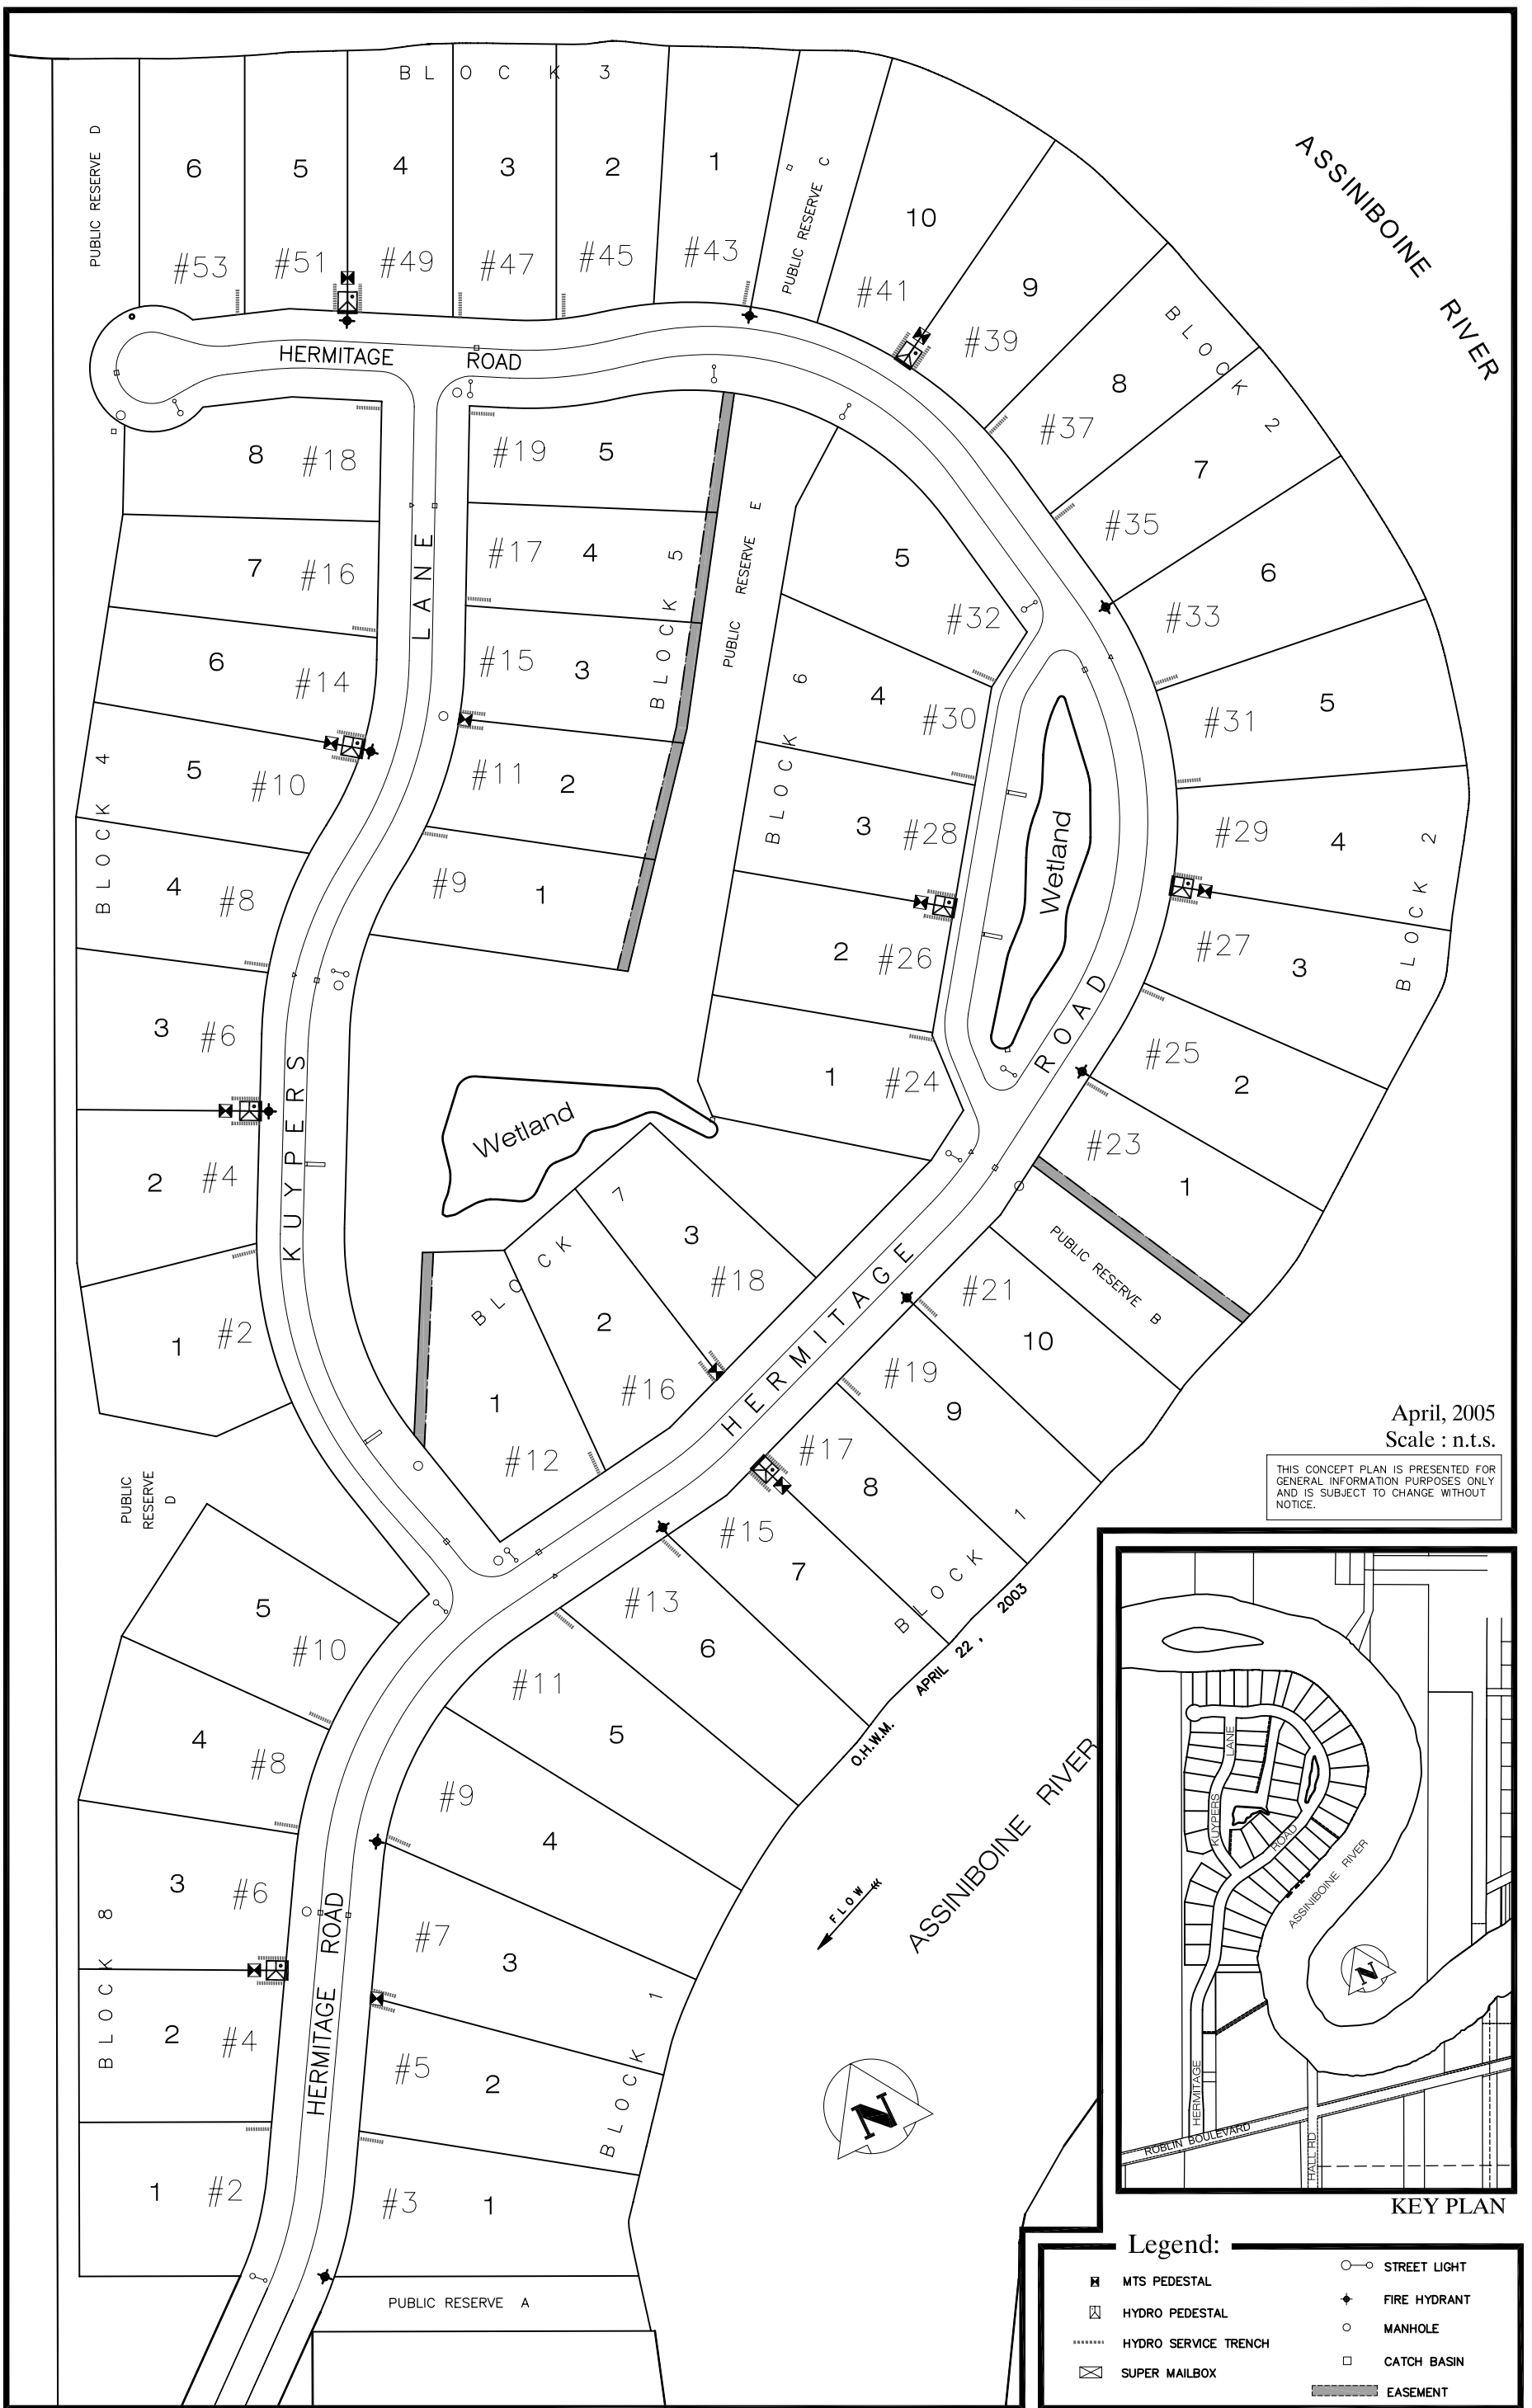 BLOCK 3
PUBLIC RESERVE D
6 5 4 3 2 1
#53 #51 #49 #47 #45 #43
PUBLIC RESERVE C
10
#41
9
#39
ASSINIBOINE RIVER
BLOCK 2
8
#37
7
#35
6
#33
5
#31
#29 4
#27 3
BLOCK 2
#25
2
#23
1
HERMITAGE ROAD
8 #18
7 #16
6
#14
5
#10
BLOCK 4
4 #8
3 #6
2 #4
1 #2
KUYPERS LANE
#19 5
#17 4
#15 3
#11 2
#9 1
BLOCK 5
PUBLIC RESERVE E
5
#32
4
#30
3 #28
2 #26
1 #24
BLOCK 6
Wetland
ROAD
Wetland
BLOCK 7
3
#18
2
#16
1
#12
HERMITAGE
PUBLIC RESERVE B
#21
10
#19
9
#17
8
#15
7
#13
6
#11
5
#9
4
#7
3
#5
2
#3 1
BLOCK 1
O.H.W.M. APRIL 22, 2003
ASSINIBOINE RIVER
FLOW
BLOCK 1
N
PUBLIC
RESERVE
D
5
#10
4
#8
3 #6
2 #4
1 #2
BLOCK 8
HERMITAGE ROAD
PUBLIC RESERVE A
April, 2005
Scale : n.t.s.
THIS CONCEPT PLAN IS PRESENTED FOR
GENERAL INFORMATION PURPOSES ONLY
AND IS SUBJECT TO CHANGE WITHOUT
NOTICE.
LANE
KUYPERS
ROAD
ASSINIBOINE RIVER
N
HERMITAGE
ROBLIN BOULEVARD
HALL RD
KEY PLAN
Legend:
MTS PEDESTAL
HYDRO PEDESTAL
HYDRO SERVICE TRENCH
SUPER MAILBOX
STREET LIGHT
FIRE HYDRANT
MANHOLE
CATCH BASIN
EASEMENT